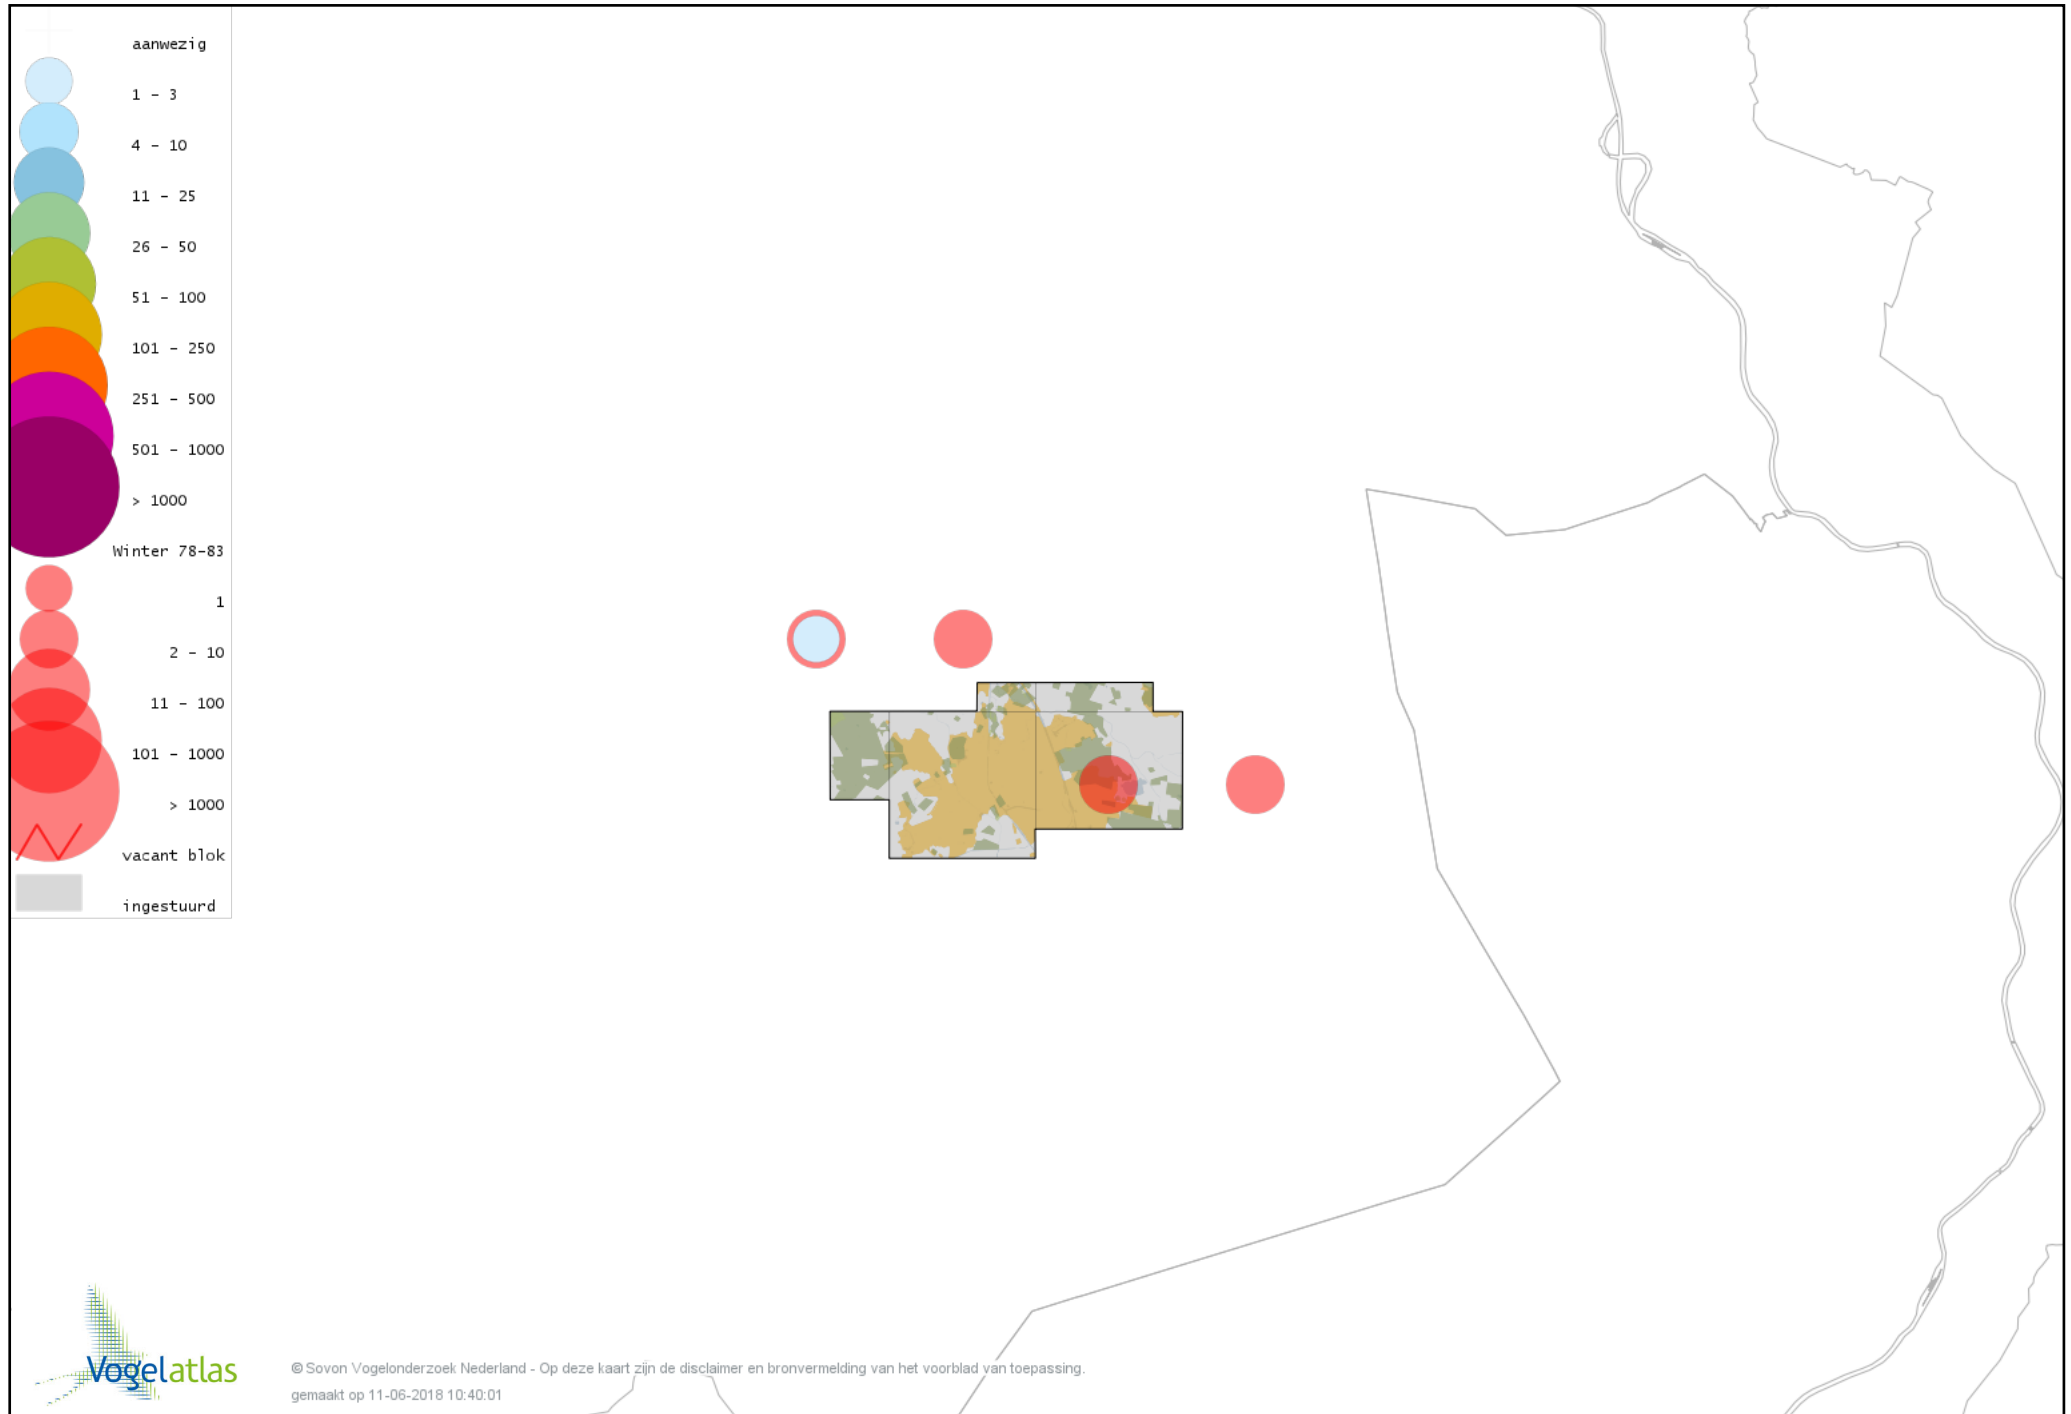 aanwezig
1 - 3
4 - 10
11 - 25
26 - 50
51 - 100
101 - 250
251 - 500
501 - 1000
> 1000
Winter 78-83
1
2 - 10
11 - 100
101 - 1000
> 1000
vacant blok
ingestuurd
Vogelatlas
© Sovon Vogelonderzoek Nederland - Op deze kaart zijn de disclaimer en bronvermelding van het voorblad van toepassing.
gemaakt op 11-06-2018 10:40:01